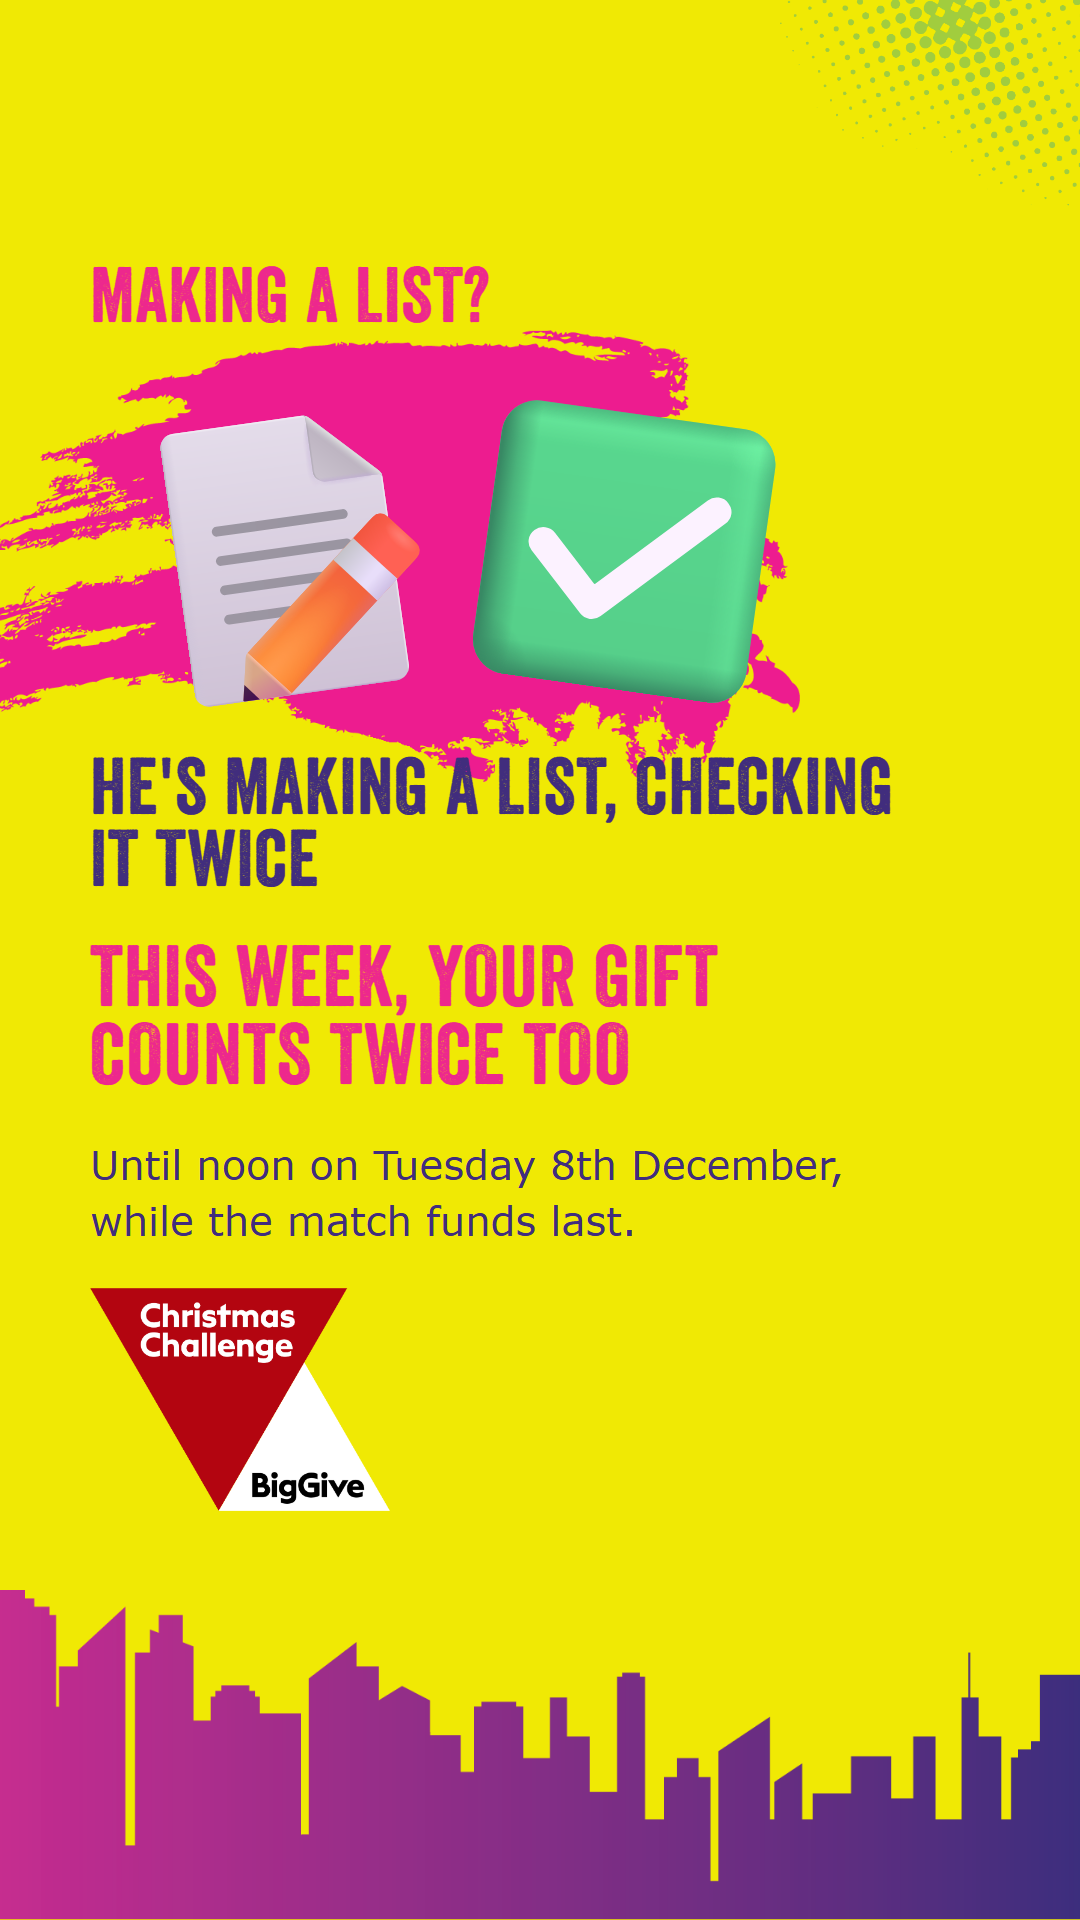 MAKING A LIST?
HE'S MAKING A LIST, CHECKING
IT TWICE
THIS WEEK, YOUR GIFT
COUNTS TWICE TOO
Until noon on Tuesday 8th December,
while the match funds last.
Christmas
Challenge
BigGive